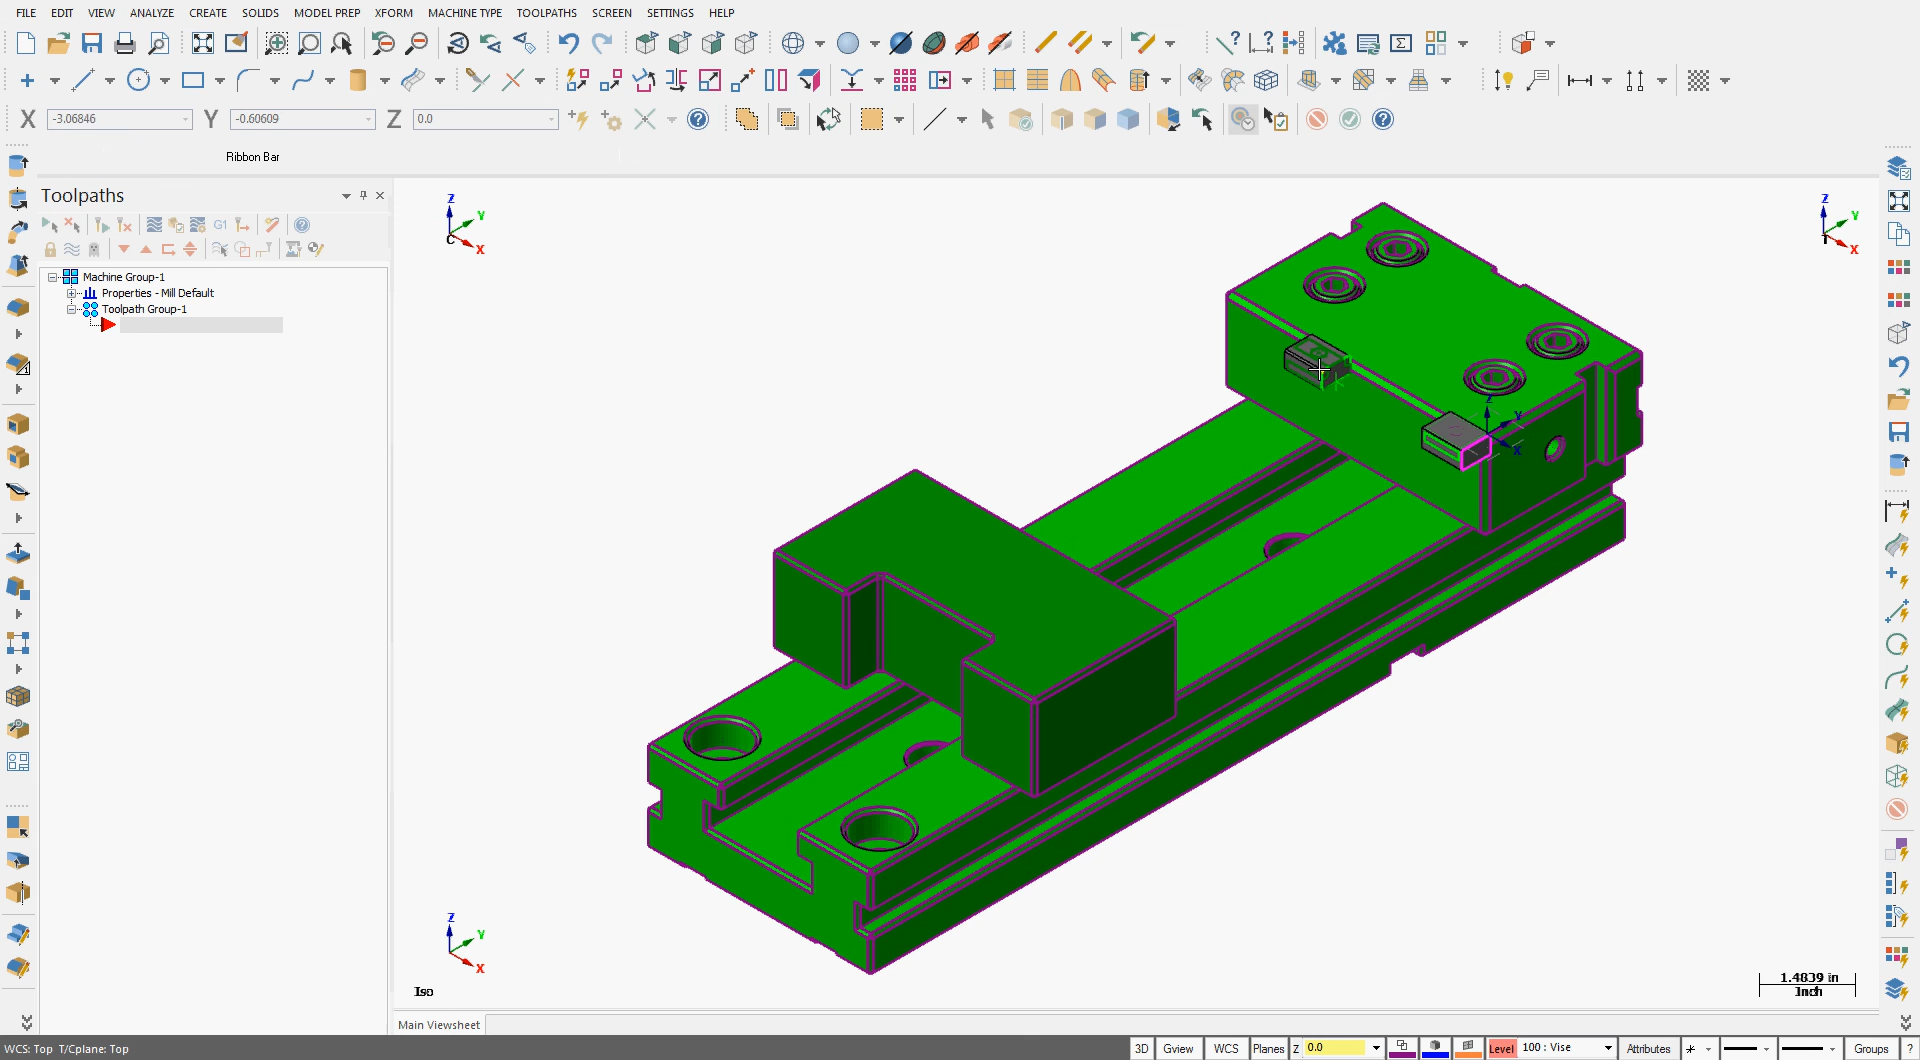 FILE EDIT VIEW ANALYZE CREATE SOLIDS MODEL PREP XFORM MACHINE TYPE TOOLPATHS SCREEN SETTINGS HELP
X -3.06846 Y -0.60609 Z 0.0
Ribbon Bar
Toolpaths
G1
Machine Group-1
Properties - Mill Default
Toolpath Group-1
Z Y X C
Z Y X T
Z Y X
Z Y X
Iso
1.4839 in
Inch
Main Viewsheet
WCS: Top T/Cplane: Top
3D Gview WCS Planes Z 0.0 Level 100 : Vise Attributes Groups ?